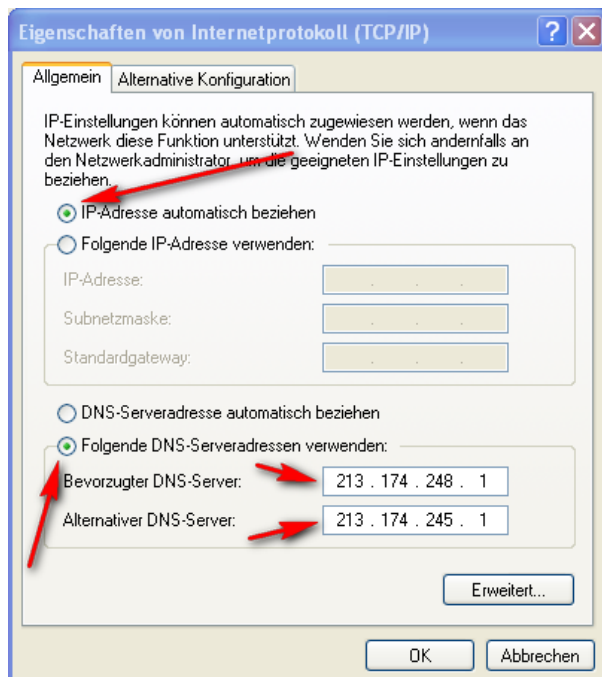 Eigenschaften von Internetprotokoll (TCP/IP)
Allgemein
Alternative Konfiguration
IP-Einstellungen können automatisch zugewiesen werden, wenn das
Netzwerk diese Funktion unterstützt. Wenden Sie sich andernfalls an
den Netzwerkadministrator, um die geeigneten IP-Einstellungen zu
beziehen.
IP-Adresse automatisch beziehen
Folgende IP-Adresse verwenden:
IP-Adresse:
Subnetzmaske:
Standardgateway:
DNS-Serveradresse automatisch beziehen
Folgende DNS-Serveradressen verwenden:
Bevorzugter DNS-Server: 213 . 174 . 248 . 1
Alternativer DNS-Server: 213 . 174 . 245 . 1
Erweitert...
OK
Abbrechen